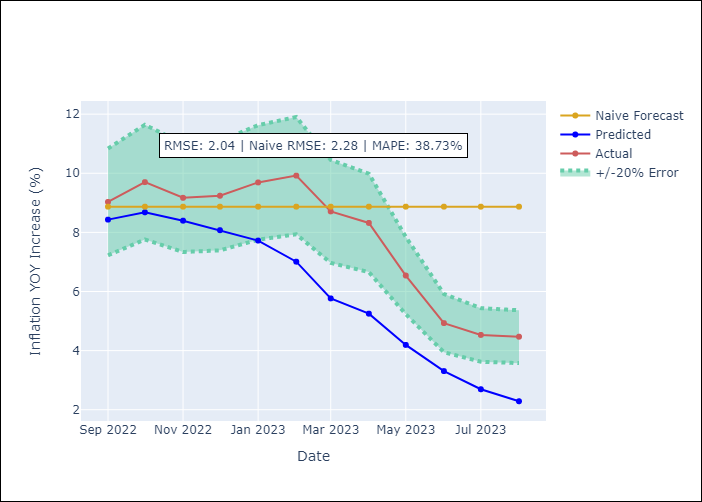 RMSE: 2.04 | Naive RMSE: 2.28 | MAPE: 38.73%
Naive Forecast
Predicted
Actual
+/-20% Error
Inflation YOY Increase (%)
12
10
8
6
4
2
Sep 2022
Nov 2022
Jan 2023
Mar 2023
May 2023
Jul 2023
Date